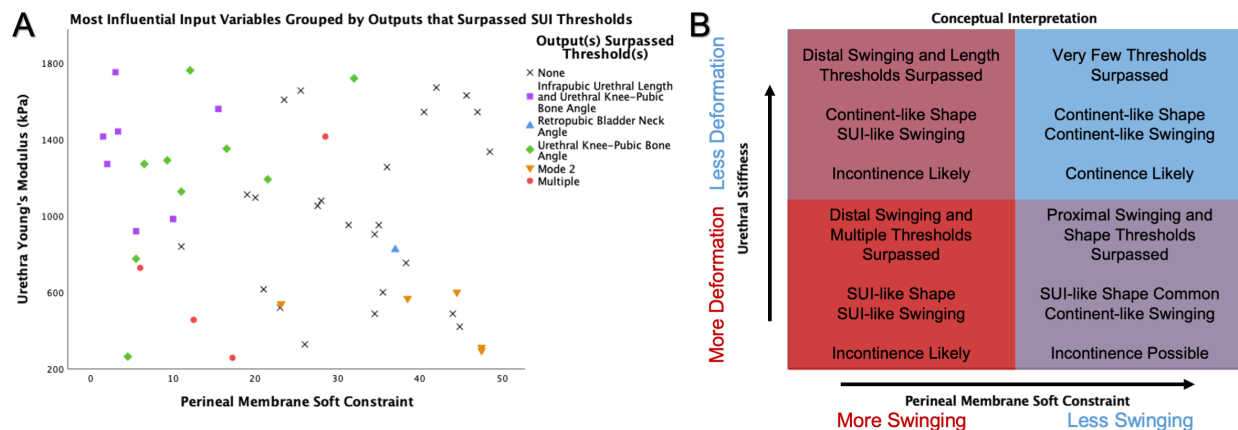 A
Most Influential Input Variables Grouped by Outputs that Surpassed SUI Thresholds
Output(s) Surpassed
Threshold(s)
None
Infrapubic Urethral Length
and Urethral Knee-Pubic
Bone Angle
Retropubic Bladder Neck
Angle
Urethral Knee-Pubic Bone
Angle
Mode 2
Multiple
Urethra Young's Modulus (kPa)
1800
1400
1000
600
200
0
10
20
30
40
50
Perineal Membrane Soft Constraint
B
Conceptual Interpretation
Less Deformation
More Deformation
Urethral Stiffness
Distal Swinging and Length
Thresholds Surpassed
Continent-like Shape
SUI-like Swinging
Incontinence Likely
Very Few Thresholds
Surpassed
Continent-like Shape
Continent-like Swinging
Continence Likely
Distal Swinging and
Multiple Thresholds
Surpassed
SUI-like Shape
SUI-like Swinging
Incontinence Likely
Proximal Swinging and
Shape Thresholds
Surpassed
SUI-like Shape Common
Continent-like Swinging
Incontinence Possible
Perineal Membrane Soft Constraint
More Swinging
Less Swinging